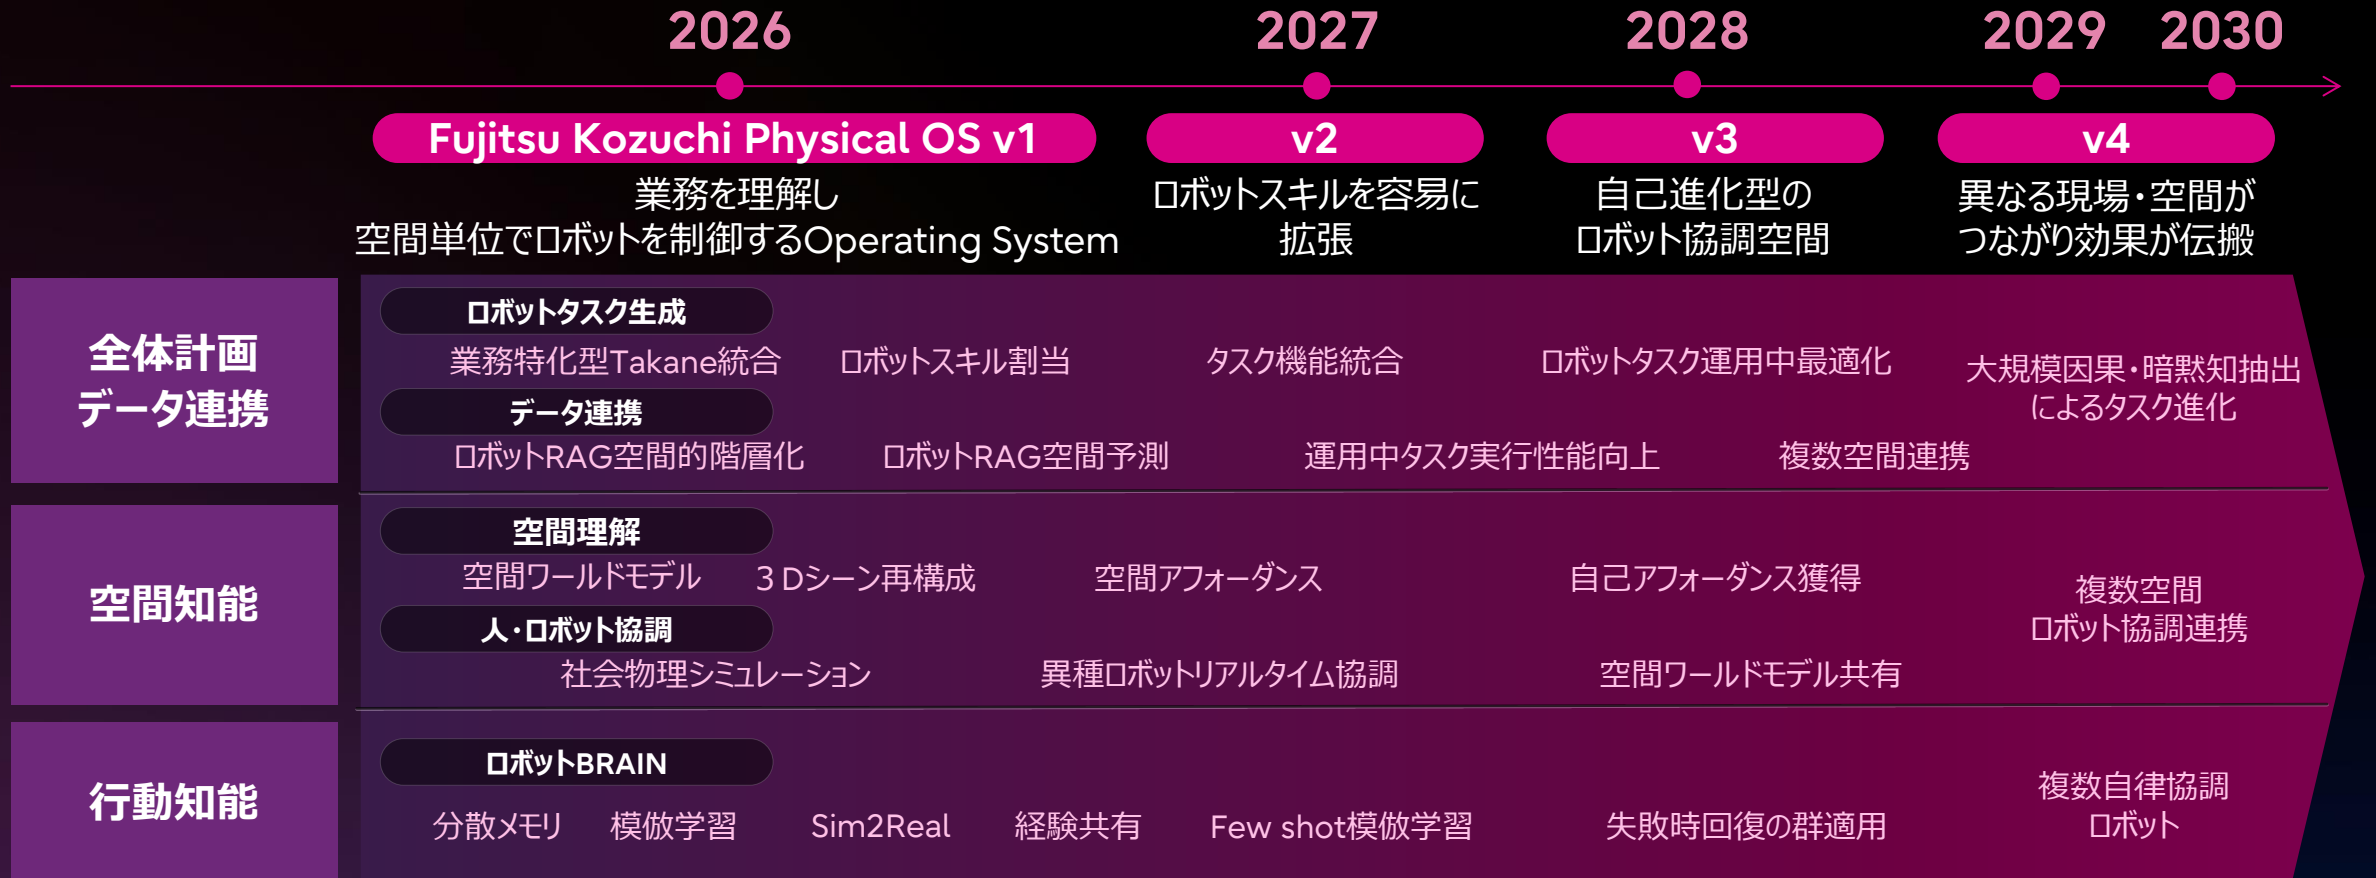 2026
2027
2028
2029
2030
Fujitsu Kozuchi Physical OS v1
v2
v3
v4
業務を理解し
空間単位でロボットを制御するOperating System
ロボットスキルを容易に
拡張
自己進化型の
ロボット協調空間
異なる現場・空間が
つながり効果が伝搬
全体計画
データ連携
ロボットタスク生成
業務特化型Takane統合
ロボットスキル割当
タスク機能統合
ロボットタスク運用中最適化
大規模因果・暗黙知抽出
によるタスク進化
データ連携
ロボットRAG空間的階層化
ロボットRAG空間予測
運用中タスク実行性能向上
複数空間連携
空間知能
空間理解
空間ワールドモデル
３Dシーン再構成
空間アフォーダンス
自己アフォーダンス獲得
複数空間
ロボット協調連携
人・ロボット協調
社会物理シミュレーション
異種ロボットリアルタイム協調
空間ワールドモデル共有
行動知能
ロボットBRAIN
分散メモリ
模倣学習
Sim2Real
経験共有
Few shot模倣学習
失敗時回復の群適用
複数自律協調
ロボット